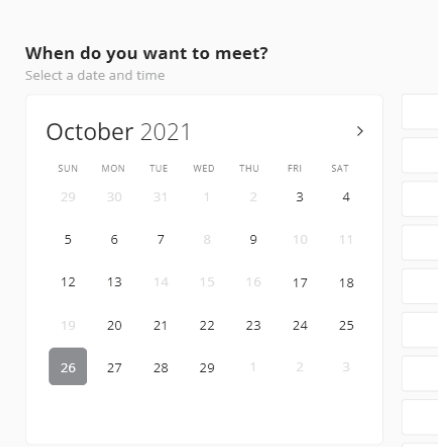 When do you want to meet?
Select a date and time
October 2021
SUN MON TUE WED THU FRI SAT
29 30 31 1 2 3 4
5 6 7 8 9 10 11
12 13 14 15 16 17 18
19 20 21 22 23 24 25
26 27 28 29 1 2 3